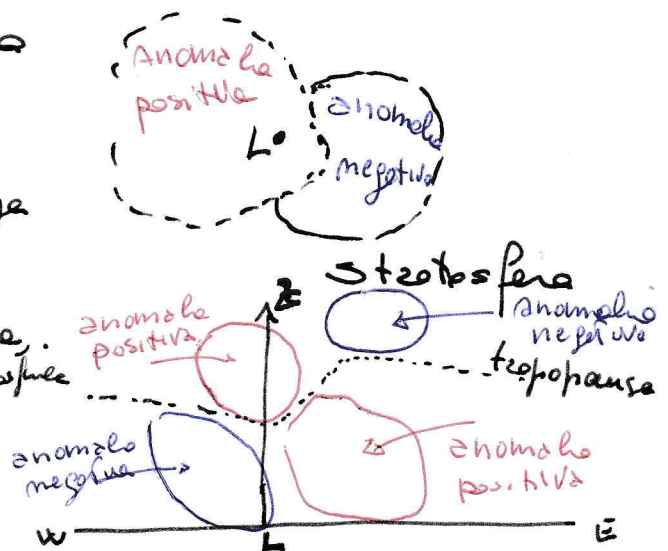 Anomalia
positiva
anomalia
negativa
L
Stratosfera
Z
anomalia
positiva
anomalia
negativa
tropopausa
anomalia
negativa
anomalia
positiva
W
L
E